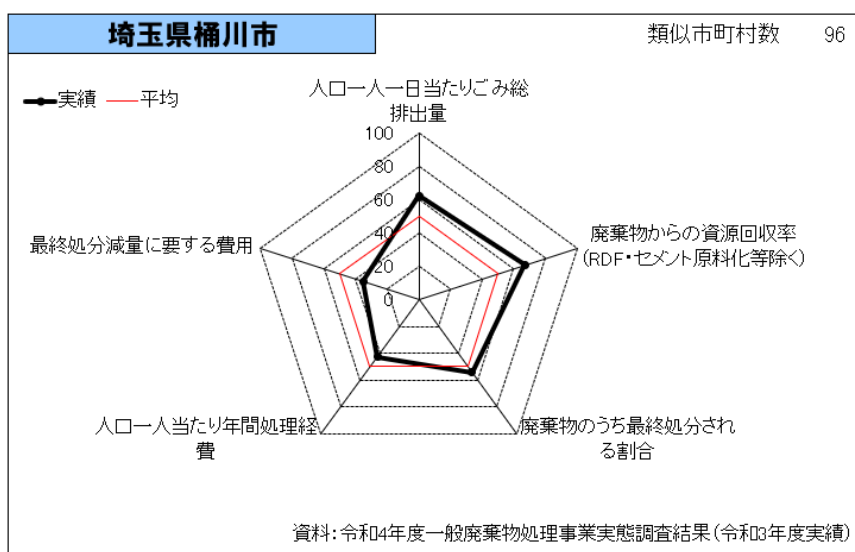 埼玉県桶川市
類似市町村数 96
実績 平均
人口一人一日当たりごみ総
排出量
100
80
60
40
20
0
廃棄物からの資源回収率
(RDF・セメント原料化等除く)
最終処分減量に要する費用
人口一人当たり年間処理経
費
廃棄物のうち最終処分され
る割合
資料:令和4年度一般廃棄物処理事業実態調査結果(令和3年度実績)